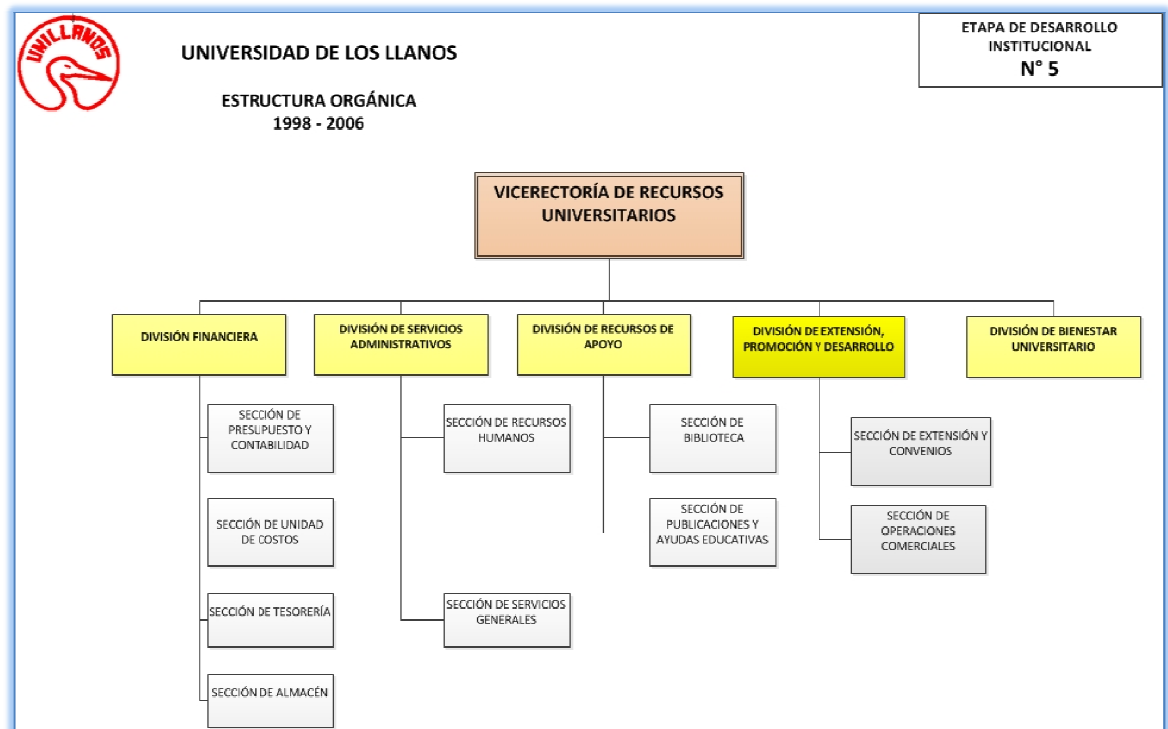 UNILLANOS
UNIVERSIDAD DE LOS LLANOS
ESTRUCTURA ORGÁNICA
1998 - 2006
ETAPA DE DESARROLLO
INSTITUCIONAL
N° 5
VICERECTORÍA DE RECURSOS
UNIVERSITARIOS
DIVISIÓN FINANCIERA
DIVISIÓN DE SERVICIOS
ADMINISTRATIVOS
DIVISIÓN DE RECURSOS DE
APOYO
DIVISIÓN DE EXTENSIÓN,
PROMOCIÓN Y DESARROLLO
DIVISIÓN DE BIENESTAR
UNIVERSITARIO
SECCIÓN DE
PRESUPUESTO Y
CONTABILIDAD
SECCIÓN DE UNIDAD
DE COSTOS
SECCIÓN DE TESORERÍA
SECCIÓN DE ALMACÉN
SECCIÓN DE RECURSOS
HUMANOS
SECCIÓN DE SERVICIOS
GENERALES
SECCIÓN DE
BIBLIOTECA
SECCIÓN DE
PUBLICACIONES Y
AYUDAS EDUCATIVAS
SECCIÓN DE EXTENSIÓN Y
CONVENIOS
SECCIÓN DE
OPERACIONES
COMERCIALES